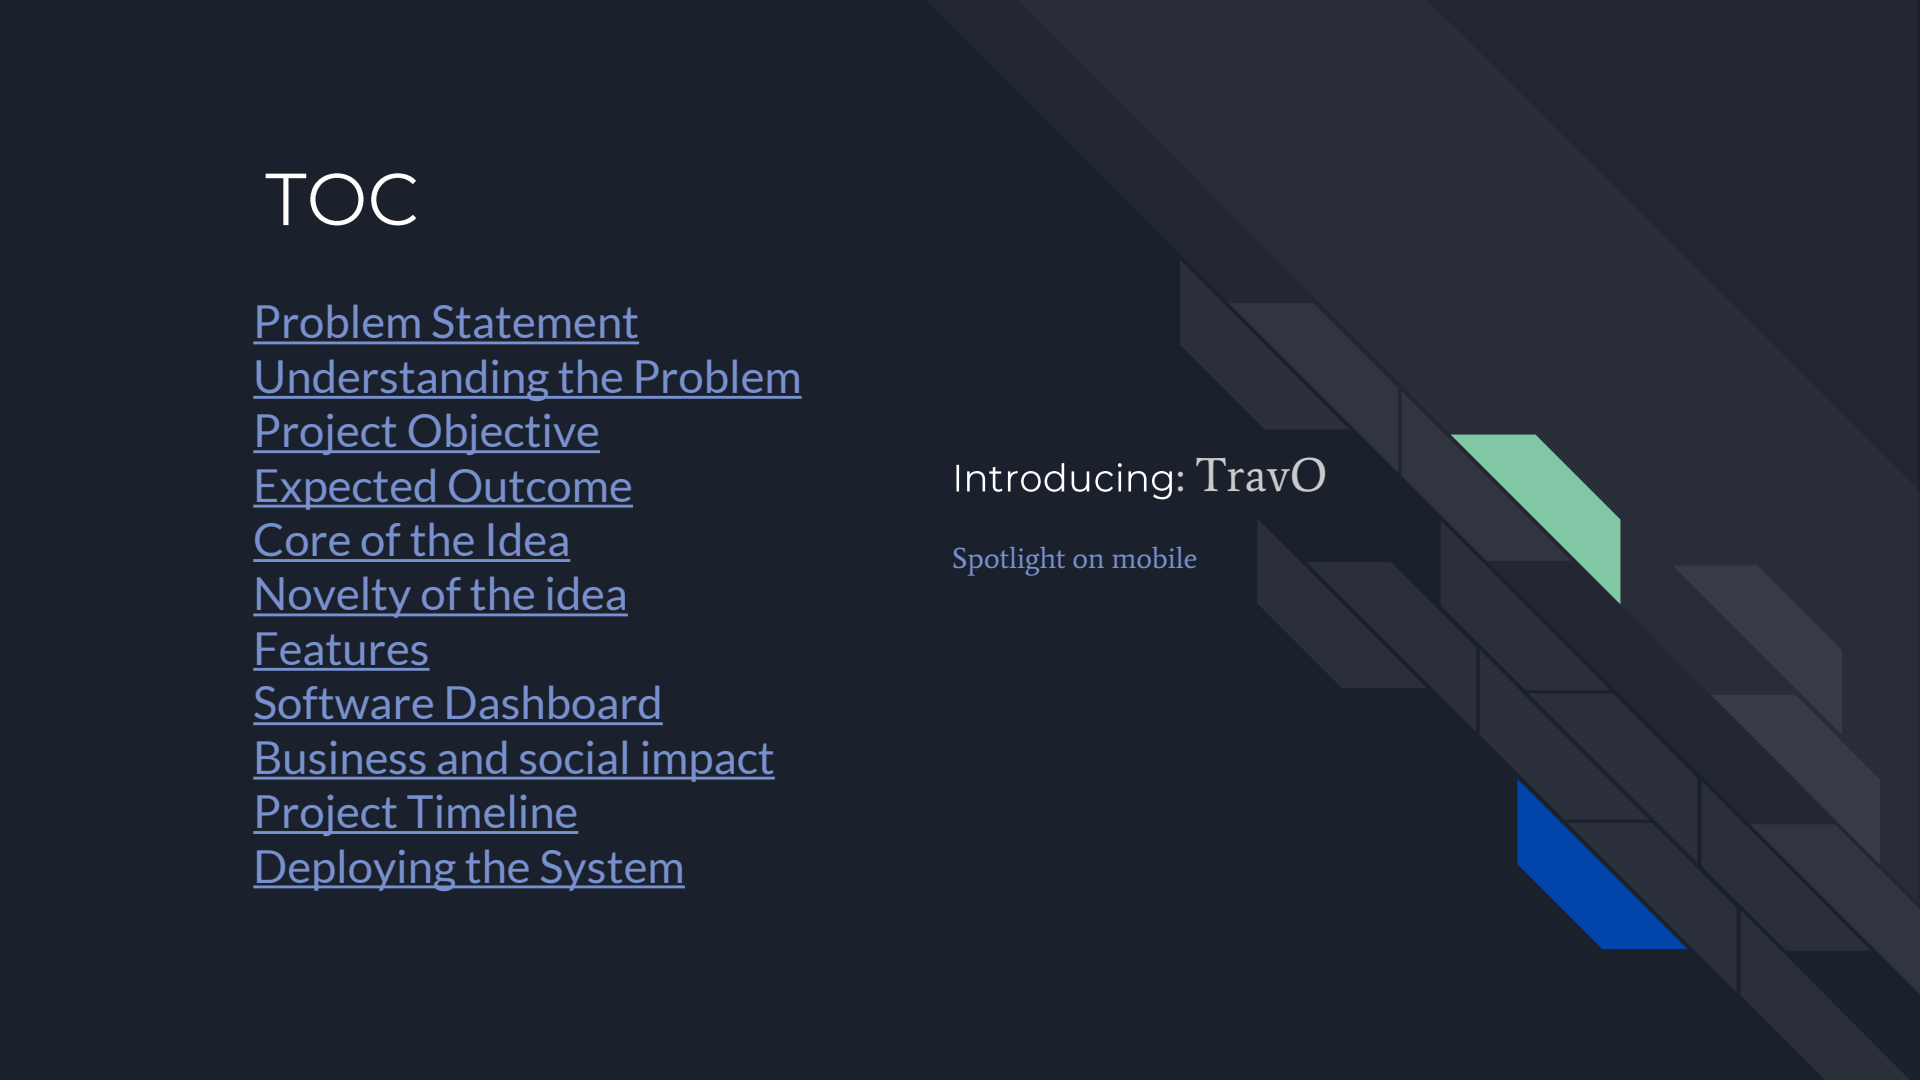 TOC
Problem Statement
Understanding the Problem
Project Objective
Expected Outcome
Core of the Idea
Novelty of the idea
Features
Software Dashboard
Business and social impact
Project Timeline
Deploying the System
Introducing: TravO
Spotlight on mobile